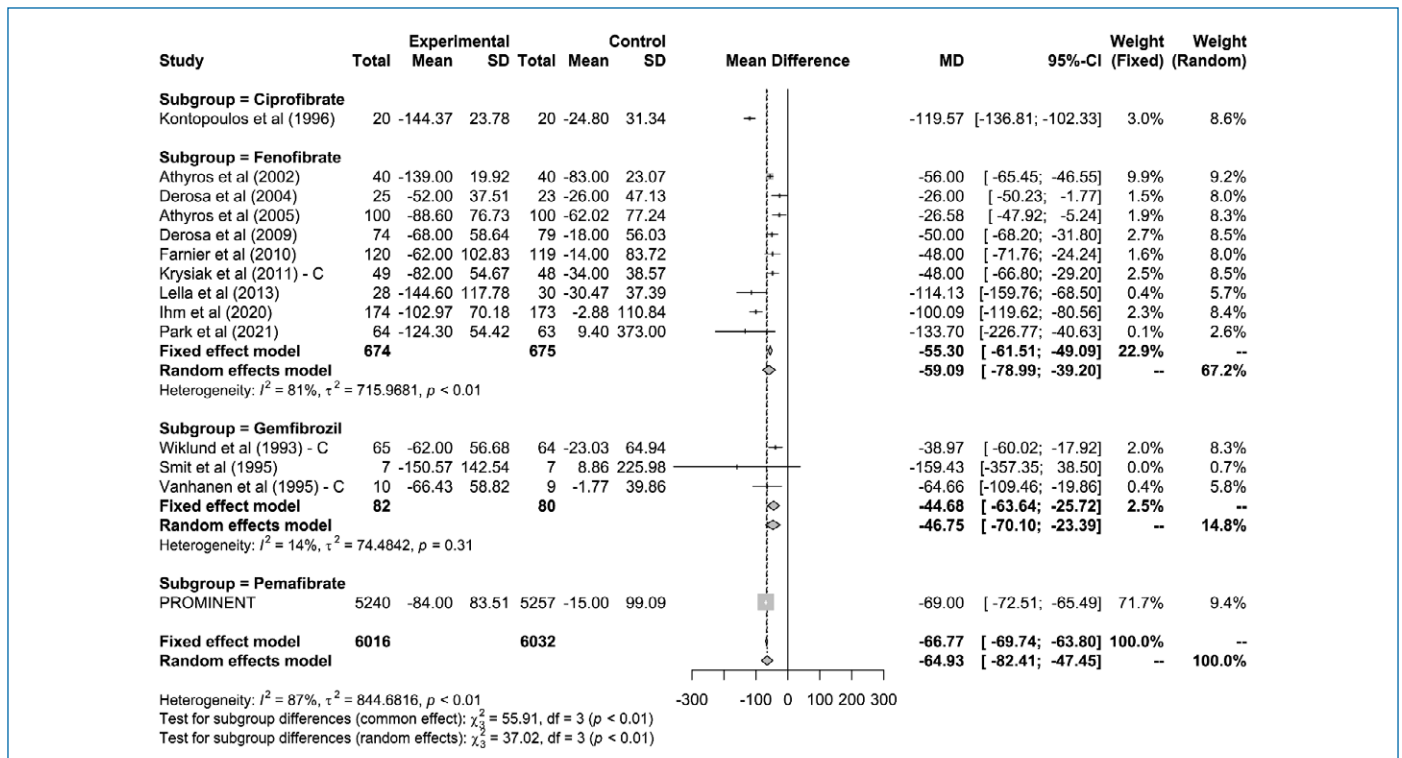 Experimental Control Weight Weight
Study Total Mean SD Total Mean SD Mean Difference MD 95%-CI (Fixed) (Random)
Subgroup = Ciprofibrate
Kontopoulos et al (1996) 20 -144.37 23.78 20 -24.80 31.34 -119.57 [-136.81; -102.33] 3.0% 8.6%
Subgroup = Fenofibrate
Athyros et al (2002) 40 -139.00 19.92 40 -83.00 23.07 -56.00 [ -65.45; -46.55] 9.9% 9.2%
Derosa et al (2004) 25 -52.00 37.51 23 -26.00 47.13 -26.00 [ -50.23; -1.77] 1.5% 8.0%
Athyros et al (2005) 100 -88.60 76.73 100 -62.02 77.24 -26.58 [ -47.92; -5.24] 1.9% 8.3%
Derosa et al (2009) 74 -68.00 58.64 79 -18.00 56.03 -50.00 [ -68.20; -31.80] 2.7% 8.5%
Farnier et al (2010) 120 -62.00 102.83 119 -14.00 83.72 -48.00 [ -71.76; -24.24] 1.6% 8.0%
Krysiak et al (2011) - C 49 -82.00 54.67 48 -34.00 38.57 -48.00 [ -66.80; -29.20] 2.5% 8.5%
Lella et al (2013) 28 -144.60 117.78 30 -30.47 37.39 -114.13 [-159.76; -68.50] 0.4% 5.7%
Ihm et al (2020) 174 -102.97 70.18 173 -2.88 110.84 -100.09 [-119.62; -80.56] 2.3% 8.4%
Park et al (2021) 64 -124.30 54.42 63 9.40 373.00 -133.70 [-226.77; -40.63] 0.1% 2.6%
Fixed effect model 674 675 -55.30 [ -61.51; -49.09] 22.9% --
Random effects model -59.09 [ -78.99; -39.20] -- 67.2%
Heterogeneity: I² = 81%, τ² = 715.9681, p < 0.01
Subgroup = Gemfibrozil
Wiklund et al (1993) - C 65 -62.00 56.68 64 -23.03 64.94 -38.97 [ -60.02; -17.92] 2.0% 8.3%
Smit et al (1995) 7 -150.57 142.54 7 8.86 225.98 -159.43 [-357.35; 38.50] 0.0% 0.7%
Vanhanen et al (1995) - C 10 -66.43 58.82 9 -1.77 39.86 -64.66 [-109.46; -19.86] 0.4% 5.8%
Fixed effect model 82 80 -44.68 [ -63.64; -25.72] 2.5% --
Random effects model -46.75 [ -70.10; -23.39] -- 14.8%
Heterogeneity: I² = 14%, τ² = 74.4842, p = 0.31
Subgroup = Pemafibrate
PROMINENT 5240 -84.00 83.51 5257 -15.00 99.09 -69.00 [ -72.51; -65.49] 71.7% 9.4%
Fixed effect model 6016 6032 -66.77 [ -69.74; -63.80] 100.0% --
Random effects model -64.93 [ -82.41; -47.45] -- 100.0%
Heterogeneity: I² = 87%, τ² = 844.6816, p < 0.01
-300 -100 0 100 200 300
Test for subgroup differences (common effect): χ²₃ = 55.91, df = 3 (p < 0.01)
Test for subgroup differences (random effects): χ²₃ = 37.02, df = 3 (p < 0.01)